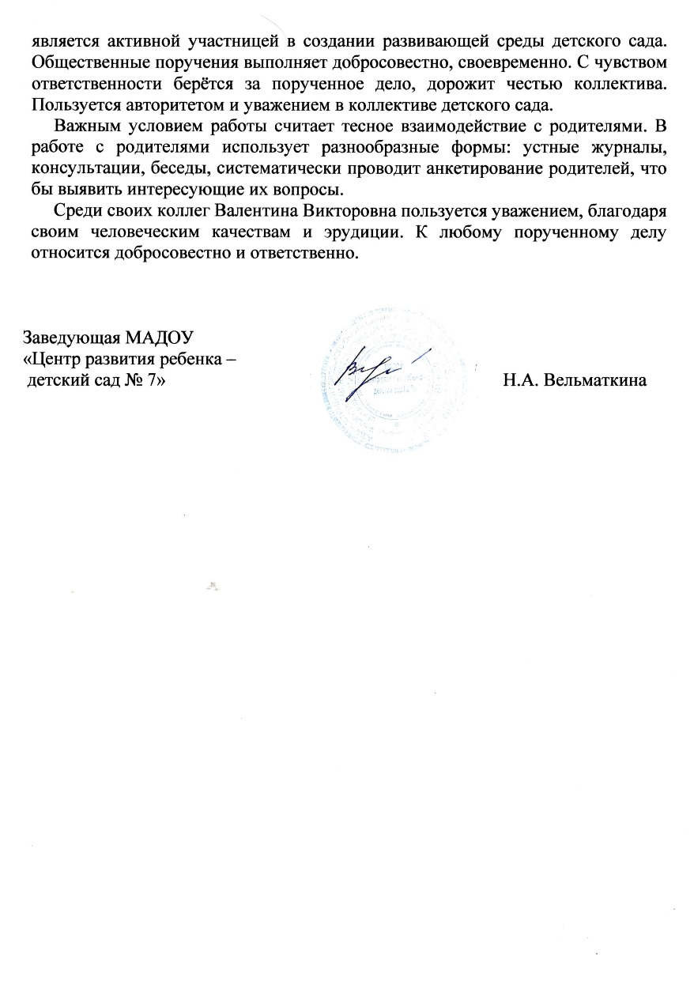 является активной участницей в создании развивающей среды детского сада.
Общественные поручения выполняет добросовестно, своевременно. С чувством
ответственности берётся за порученное дело, дорожит честью коллектива.
Пользуется авторитетом и уважением в коллективе детского сада.
Важным условием работы считает тесное взаимодействие с родителями. В
работе с родителями использует разнообразные формы: устные журналы,
консультации, беседы, систематически проводит анкетирование родителей, что
бы выявить интересующие их вопросы.
Среди своих коллег Валентина Викторовна пользуется уважением, благодаря
своим человеческим качествам и эрудиции. К любому порученному делу
относится добросовестно и ответственно.
Заведующая МАДОУ
«Центр развития ребенка –
детский сад № 7» Н.А. Вельматкина